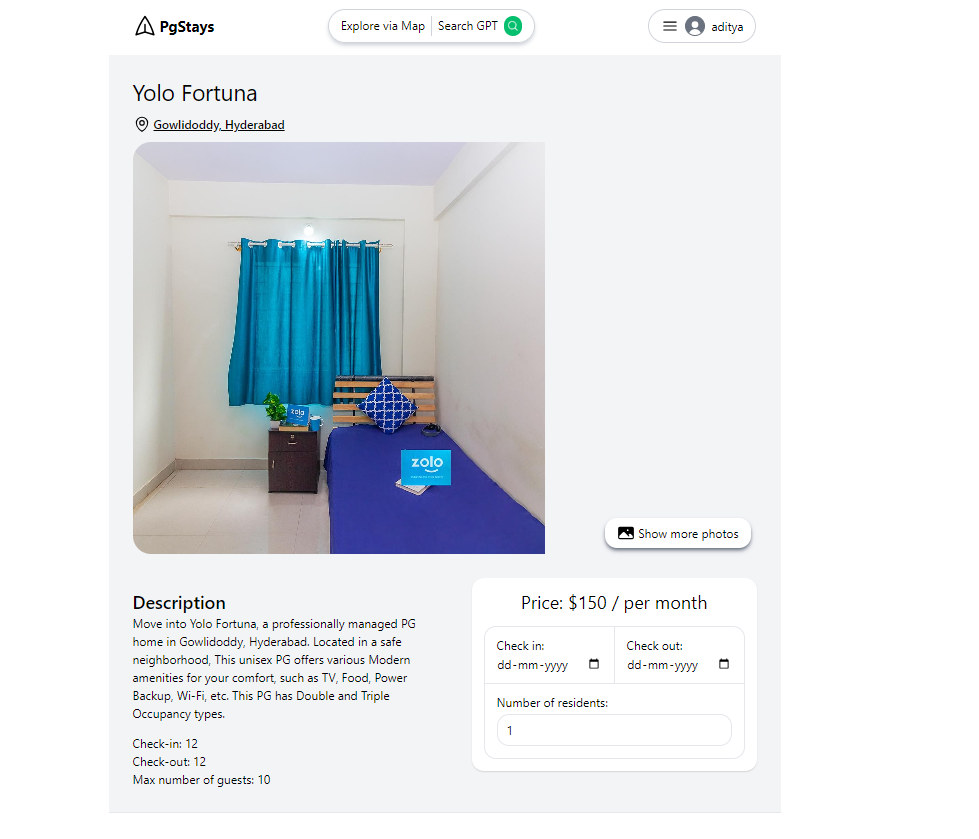 PgStays
Explore via Map
Search GPT
aditya
Yolo Fortuna
Gowlidoddy, Hyderabad
zolo
zolo
Show more photos
Description
Move into Yolo Fortuna, a professionally managed PG
home in Gowlidoddy, Hyderabad. Located in a safe
neighborhood, This unisex PG offers various Modern
amenities for your comfort, such as TV, Food, Power
Backup, Wi-Fi, etc. This PG has Double and Triple
Occupancy types.
Check-in: 12
Check-out: 12
Max number of guests: 10
Price: $150 / per month
Check in:
dd-mm-yyyy
Check out:
dd-mm-yyyy
Number of residents:
1